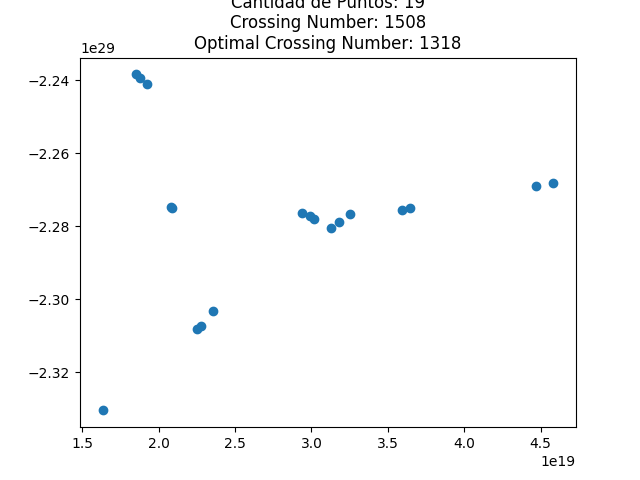 Cantidad de Puntos: 19
Crossing Number: 1508
Optimal Crossing Number: 1318
1e29
−2.24
−2.26
−2.28
−2.30
−2.32
1.5 2.0 2.5 3.0 3.5 4.0 4.5
1e19